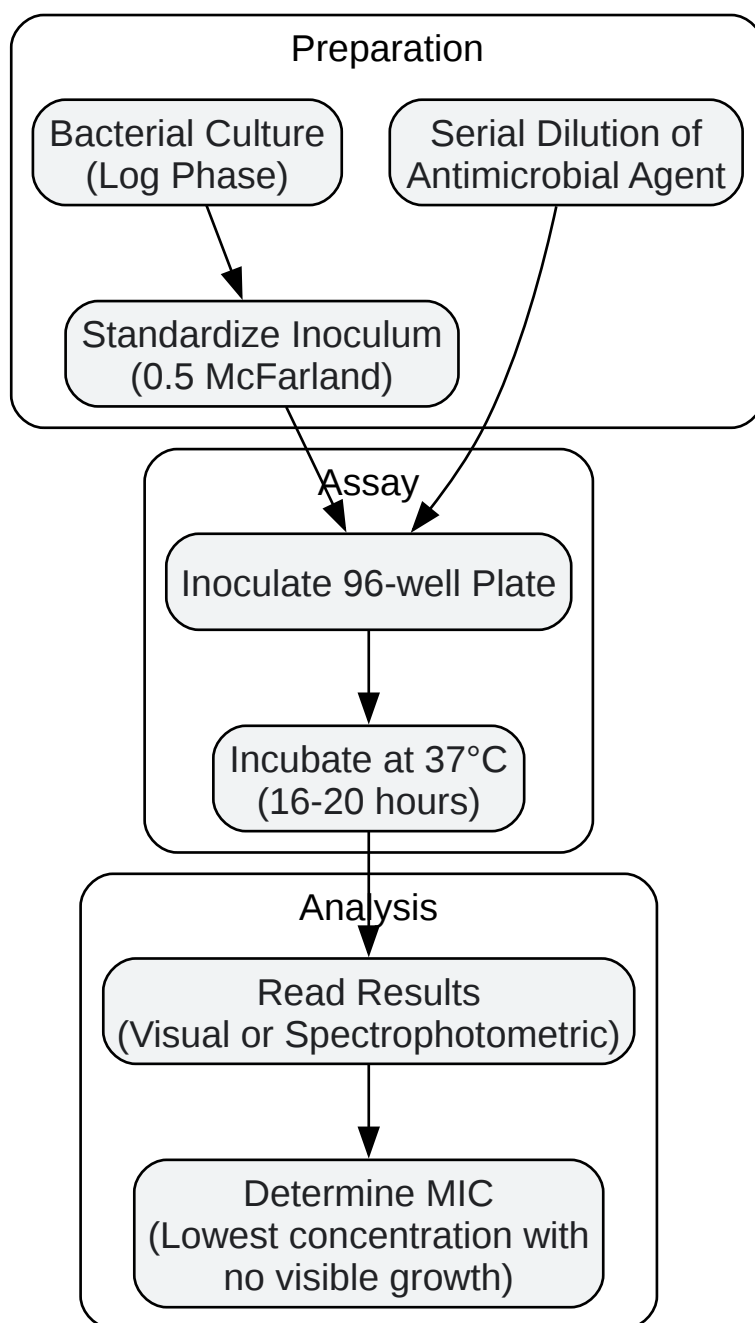 Preparation
Bacterial Culture
(Log Phase)
Serial Dilution of
Antimicrobial Agent
Standardize Inoculum
(0.5 McFarland)
Assay
Inoculate 96-well Plate
Incubate at 37°C
(16-20 hours)
Analysis
Read Results
(Visual or Spectrophotometric)
Determine MIC
(Lowest concentration with
no visible growth)